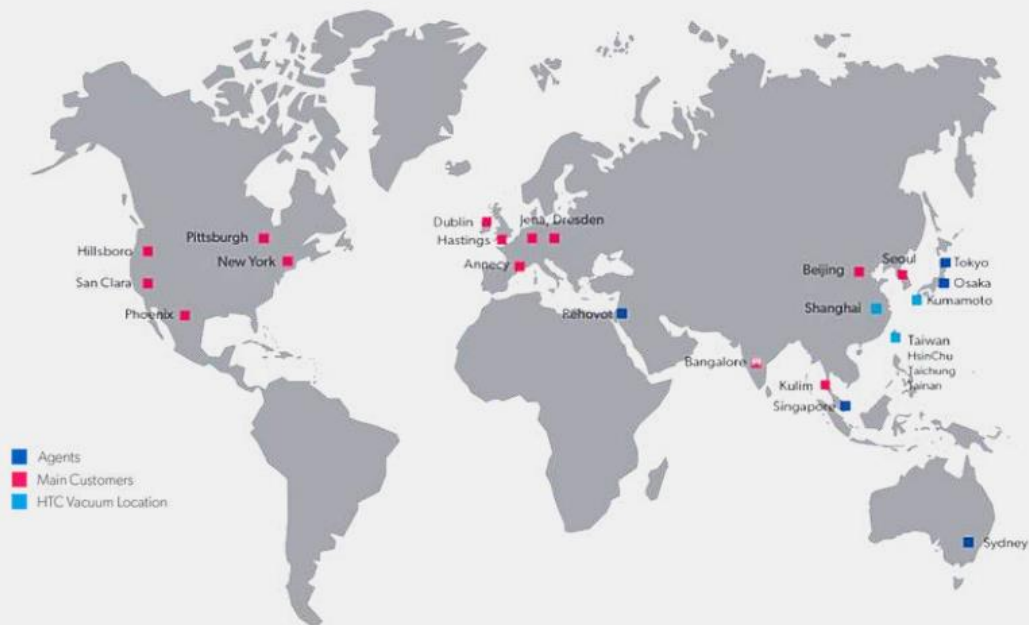 Dublin
Jena, Dresden
Hastings
Annecy
Pittsburgh
New York
Hillsboro
San Clara
Phoenix
Rehovot
Beijing
Seoul
Tokyo
Osaka
Kumamoto
Shanghai
Taiwan
HsinChu
Taichung
Tainan
Bangalore
Kulim
Singapore
Agents
Main Customers
HTC Vacuum Location
Sydney